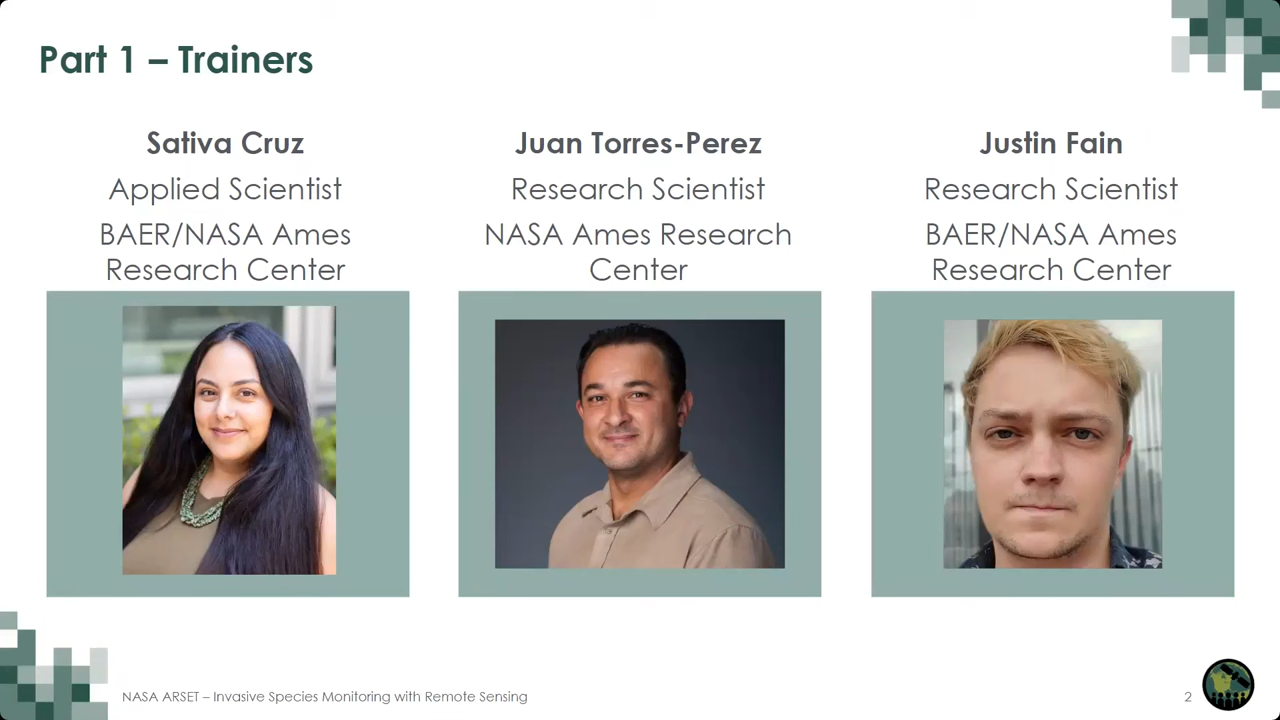 Part 1 – Trainers
Sativa Cruz
Applied Scientist
BAER/NASA Ames
Research Center
Juan Torres-Perez
Research Scientist
NASA Ames Research
Center
Justin Fain
Research Scientist
BAER/NASA Ames
Research Center
NASA ARSET – Invasive Species Monitoring with Remote Sensing
2